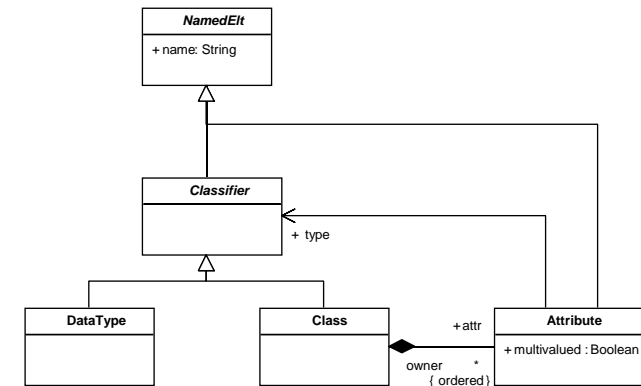 NamedElt
+ name: String
Classifier
+ type
DataType
Class
+attr
Attribute
+ multivalued : Boolean
owner *
{ ordered}